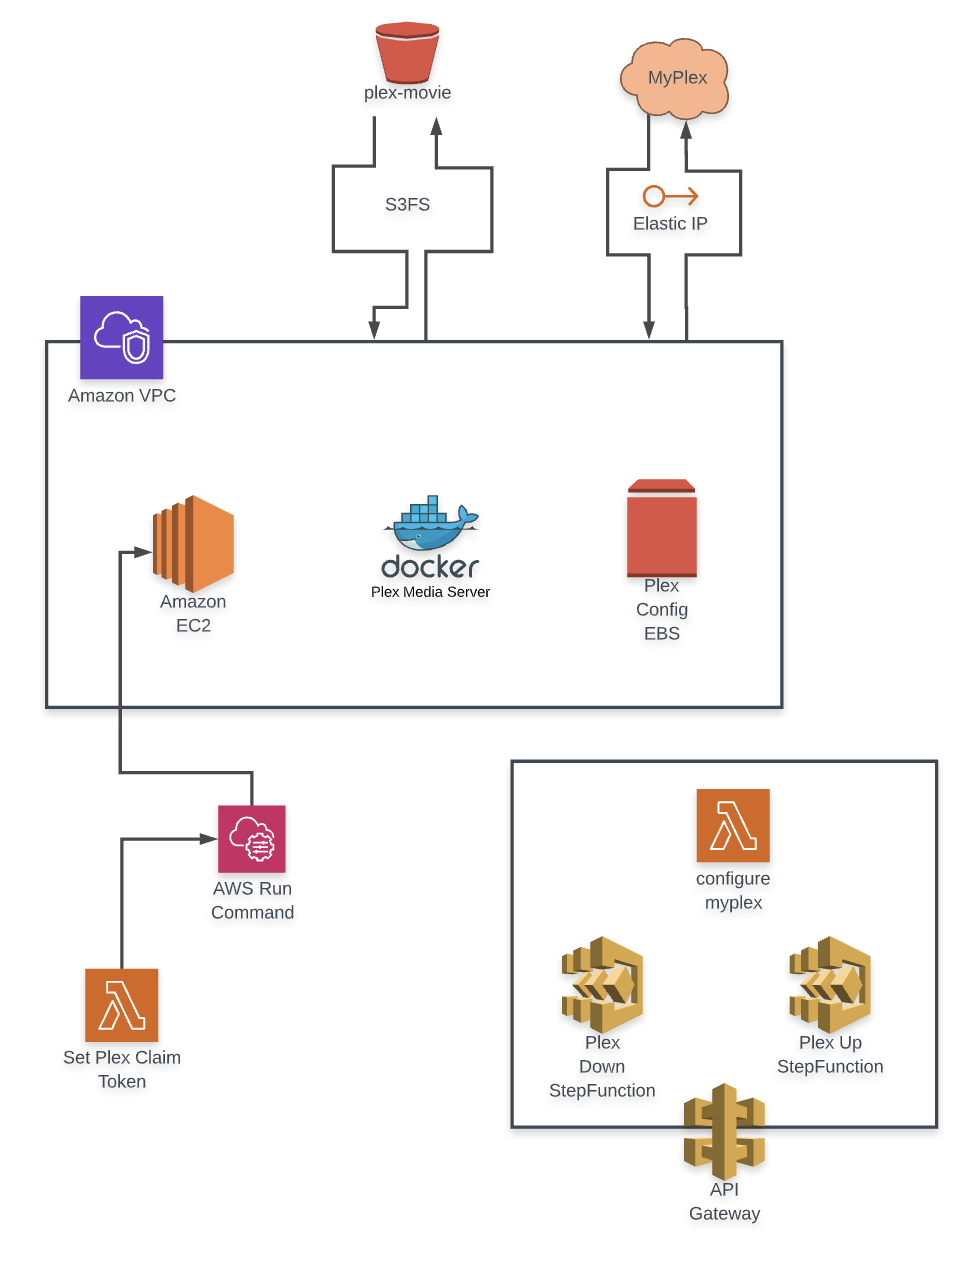 plex-movie
MyPlex
S3FS
Elastic IP
Amazon VPC
docker
Plex Media Server
Amazon
EC2
Plex
Config
EBS
configure
myplex
AWS Run
Command
Plex
Down
StepFunction
Plex Up
StepFunction
Set Plex Claim
Token
API
Gateway